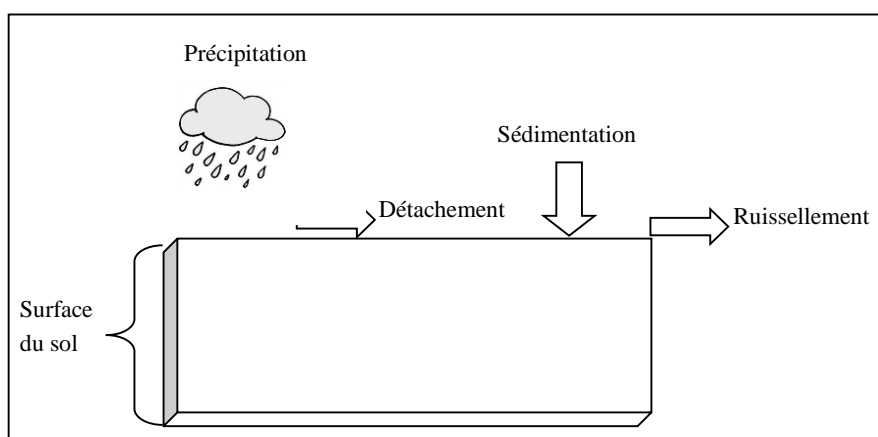 Précipitation
Sédimentation
Détachement
Ruissellement
Surface
du sol